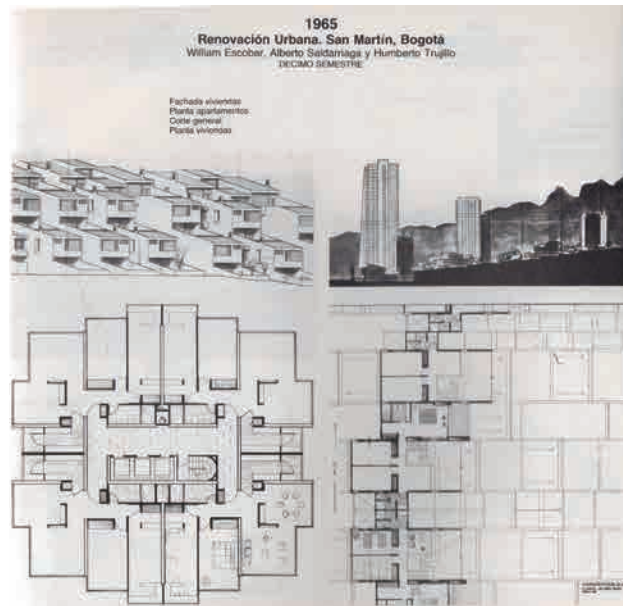 1965
Renovación Urbana. San Martín, Bogotá
William Escobar, Alberto Saldarriaga y Humberto Trujillo
DECIMO SEMESTRE
Fachada viviendas
Planta apartamentos
Corte general
Planta viviendas